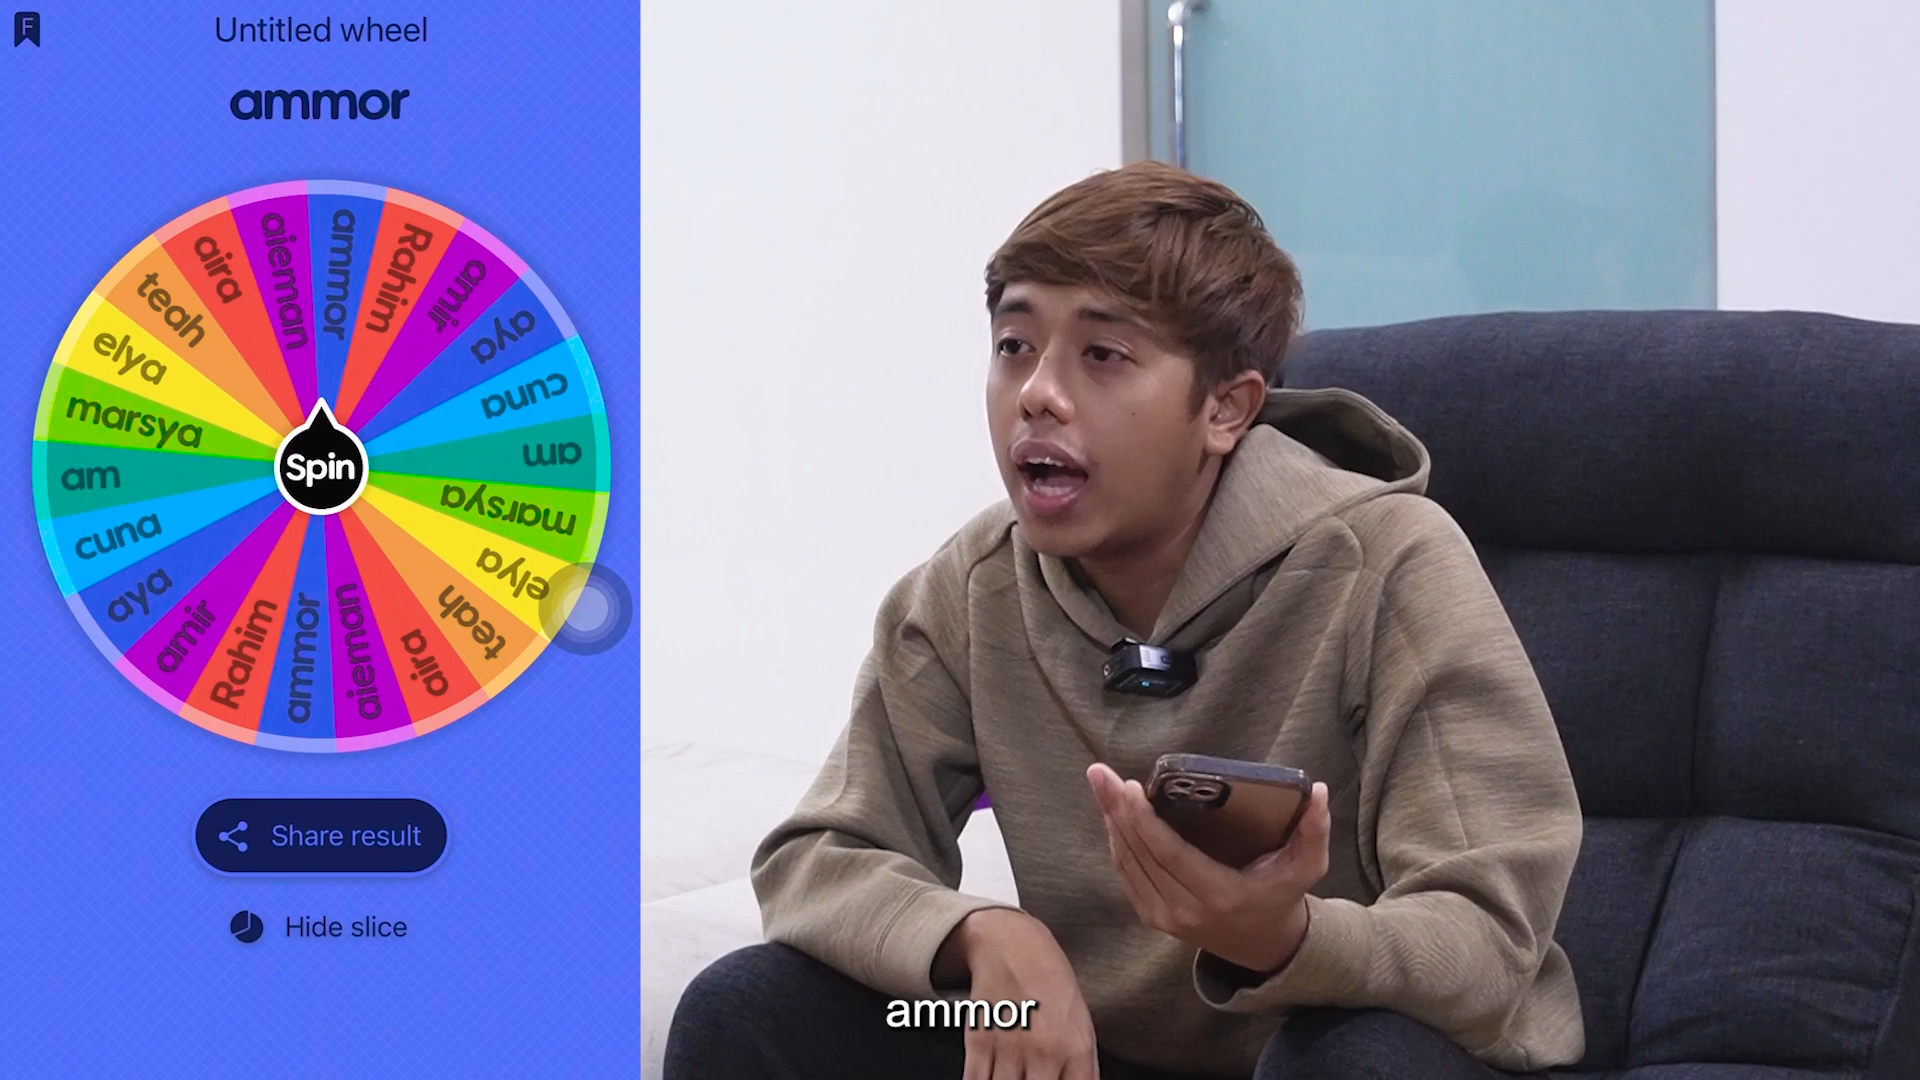 F
Untitled wheel
ammor
ammor
Rahim
amir
aya
cuna
am
marsya
elya
teah
aira
aieman
ammor
Rahim
amir
aya
cuna
am
marsya
elya
teah
aira
aieman
Spin
Share result
Hide slice
ammor